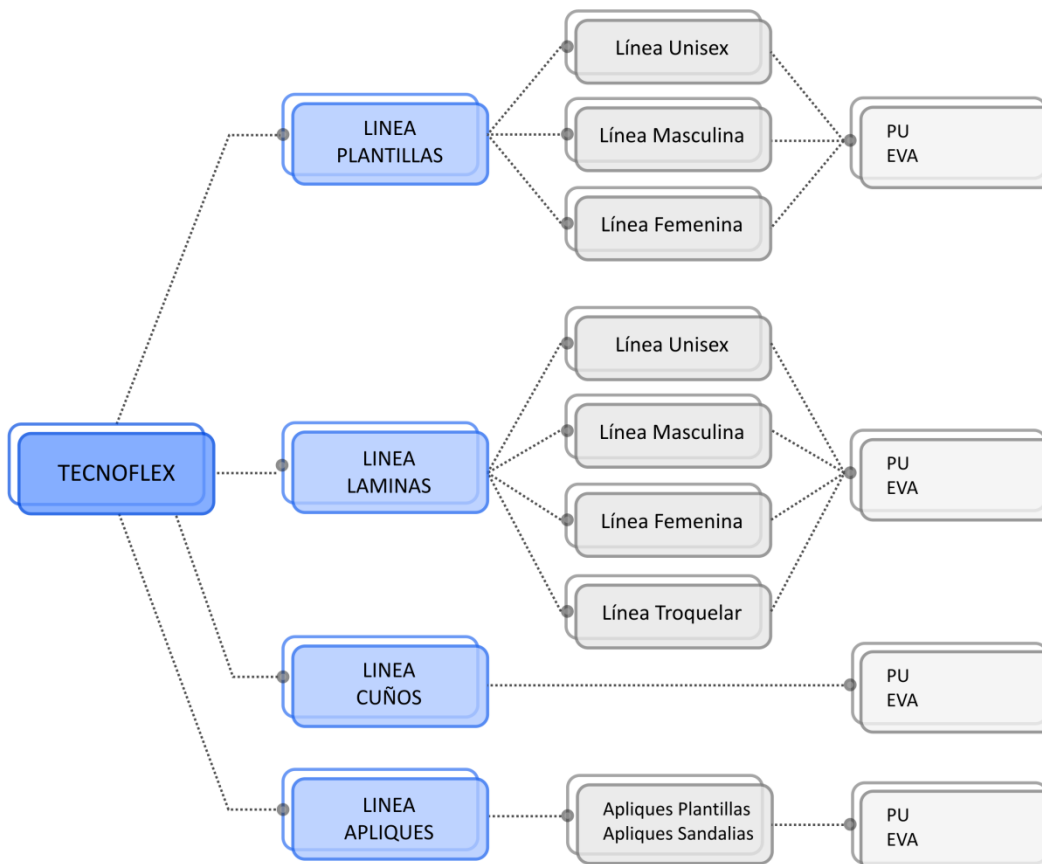 Línea Unisex
LINEA
PLANTILLAS
Línea Masculina
PU
EVA
Línea Femenina
Línea Unisex
Línea Masculina
TECNOFLEX
LINEA
LAMINAS
PU
EVA
Línea Femenina
Línea Troquelar
LINEA
CUÑOS
PU
EVA
LINEA
APLIQUES
Apliques Plantillas
Apliques Sandalias
PU
EVA